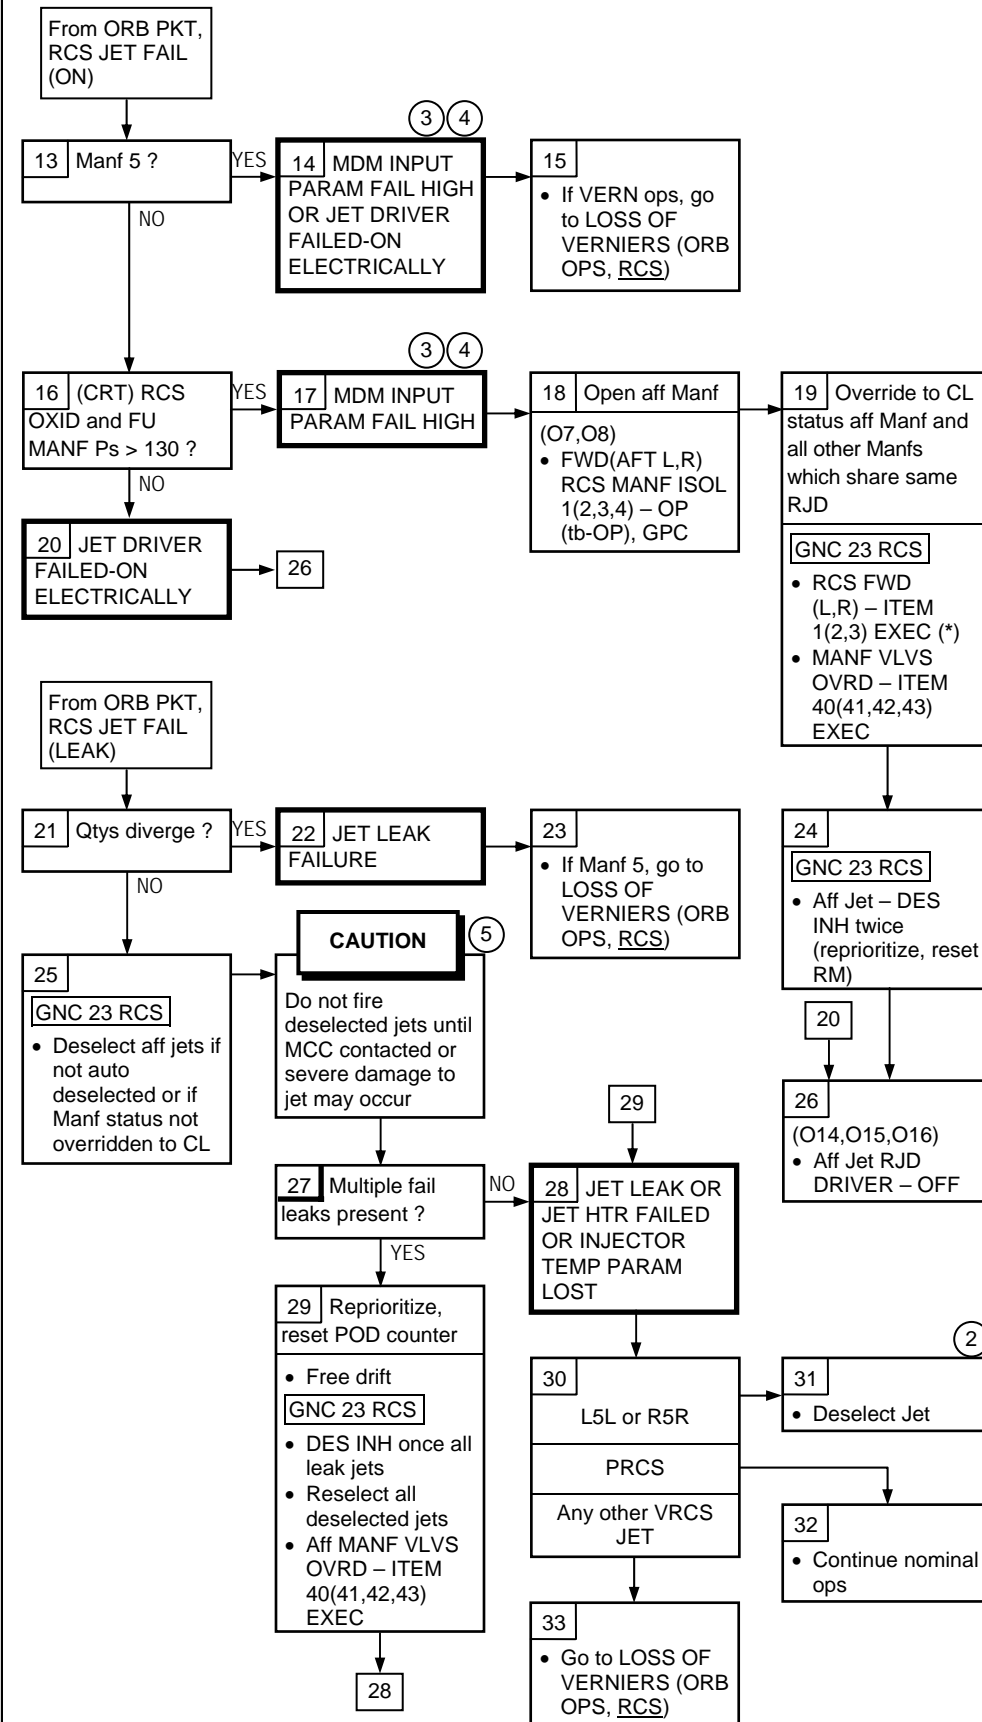 From ORB PKT,
RCS JET FAIL
(ON)
3 4
13 Manf 5 ?
YES
NO
14 MDM INPUT
PARAM FAIL HIGH
OR JET DRIVER
FAILED-ON
ELECTRICALLY
15
• If VERN ops, go
to LOSS OF
VERNIERS (ORB
OPS, RCS)
3 4
16 (CRT) RCS
OXID and FU
MANF Ps > 130 ?
YES
NO
17 MDM INPUT
PARAM FAIL HIGH
18 Open aff Manf
(O7,O8)
• FWD(AFT L,R)
RCS MANF ISOL
1(2,3,4) – OP
(tb-OP), GPC
19 Override to CL
status aff Manf and
all other Manfs
which share same
RJD
GNC 23 RCS
• RCS FWD
(L,R) – ITEM
1(2,3) EXEC (*)
• MANF VLVS
OVRD – ITEM
40(41,42,43)
EXEC
20 JET DRIVER
FAILED-ON
ELECTRICALLY
26
From ORB PKT,
RCS JET FAIL
(LEAK)
21 Qtys diverge ?
YES
NO
22 JET LEAK
FAILURE
23
• If Manf 5, go to
LOSS OF
VERNIERS (ORB
OPS, RCS)
24
GNC 23 RCS
• Aff Jet – DES
INH twice
(reprioritize, reset
RM)
25
GNC 23 RCS
• Deselect aff jets if
not auto
deselected or if
Manf status not
overridden to CL
CAUTION
5
Do not fire
deselected jets until
MCC contacted or
severe damage to
jet may occur
20
26
(O14,O15,O16)
• Aff Jet RJD
DRIVER – OFF
27 Multiple fail
leaks present ?
NO
YES
29
28 JET LEAK OR
JET HTR FAILED
OR INJECTOR
TEMP PARAM
LOST
29 Reprioritize,
reset POD counter
• Free drift
GNC 23 RCS
• DES INH once all
leak jets
• Reselect all
deselected jets
• Aff MANF VLVS
OVRD – ITEM
40(41,42,43)
EXEC
28
30
L5L or R5R
PRCS
Any other VRCS
JET
2
31
• Deselect Jet
32
• Continue nominal
ops
33
• Go to LOSS OF
VERNIERS (ORB
OPS, RCS)